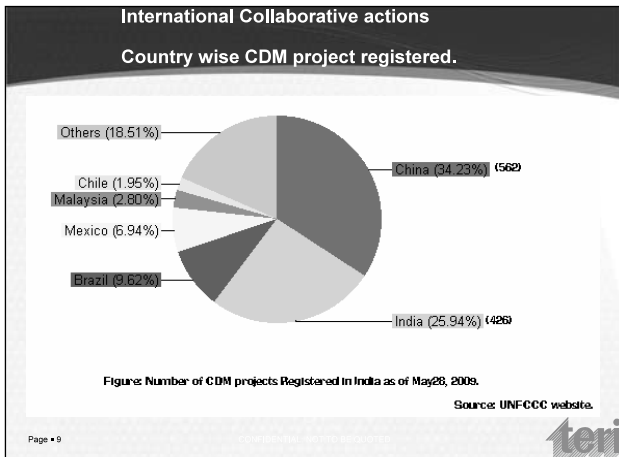 International Collaborative actions
Country wise CDM project registered.
Others (18.51%)
China (34.23%) (562)
Chile (1.95%)
Malaysia (2.80%)
Mexico (6.94%)
Brazil (9.62%)
India (25.94%) (426)
Figure: Number of CDM projects Registered in India as of May28, 2009.
Source: UNFCCC website.
Page ▪ 9
teri